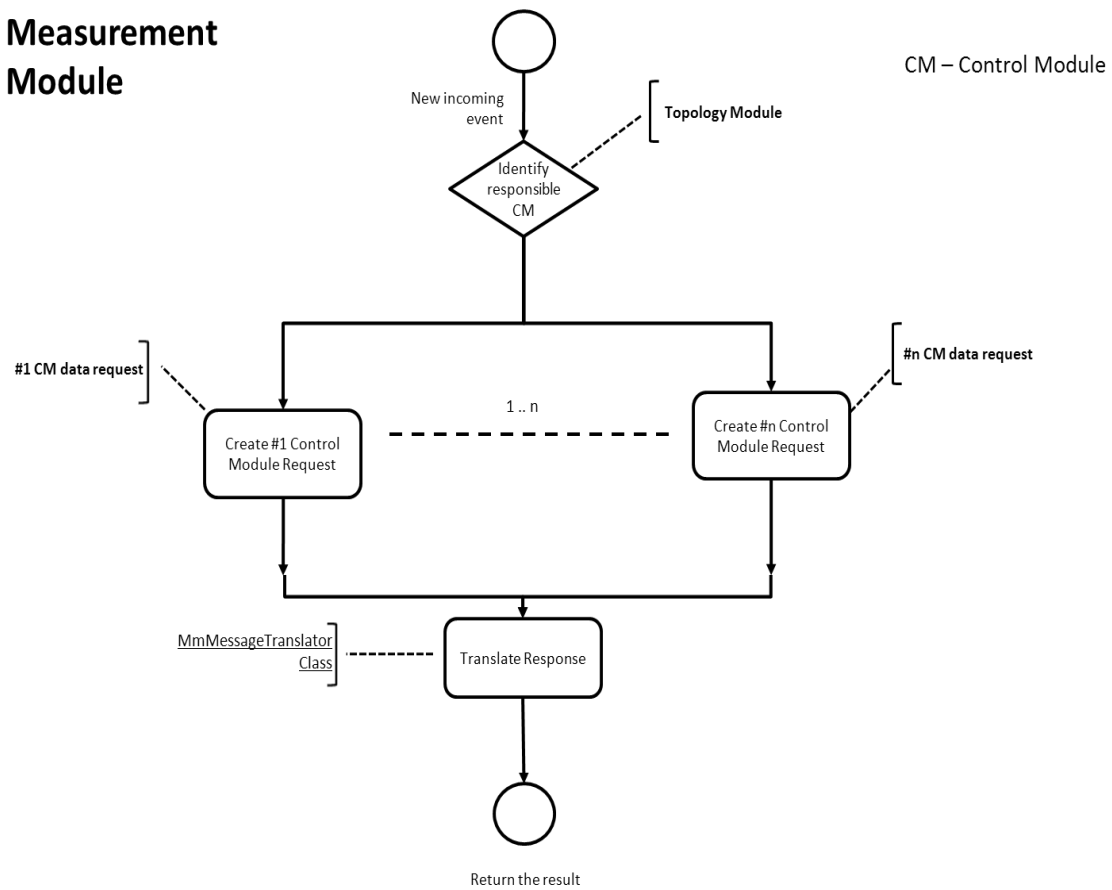 Measurement
Module
CM – Control Module
New incoming
event
Topology Module
Identify
responsible
CM
#1 CM data request
#n CM data request
1 .. n
Create #1 Control
Module Request
Create #n Control
Module Request
MmMessageTranslator
Class
Translate Response
Return the result